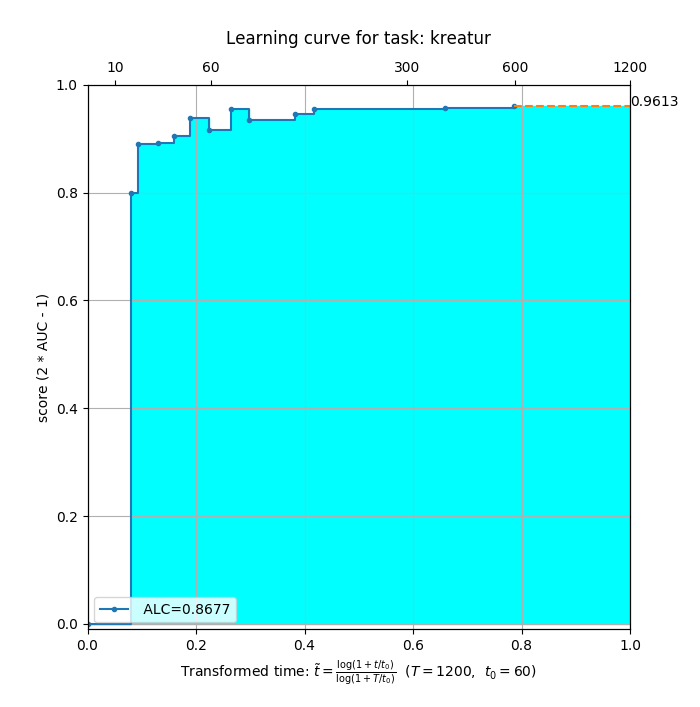 Learning curve for task: kreatur
10 60 300 600 1200
1.0
0.9613
0.8
0.6
0.4
0.2
0.0
score (2 * AUC - 1)
ALC=0.8677
0.0 0.2 0.4 0.6 0.8 1.0
Transformed time: t̃ = log(1 + t/t₀) / log(1 + T/t₀) (T = 1200, t₀ = 60)